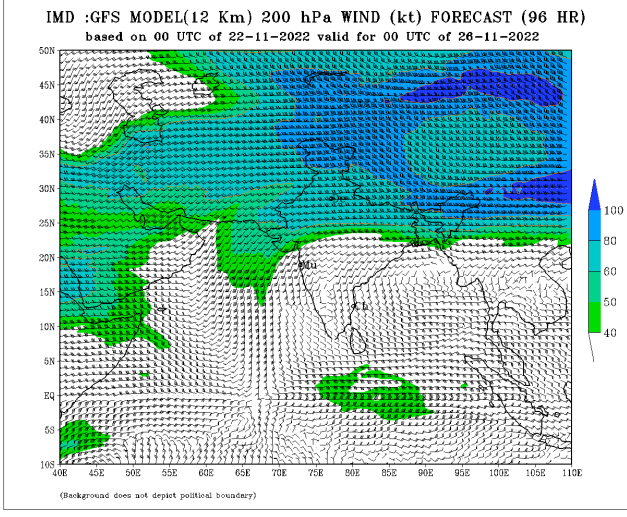 IMD :GFS MODEL(12 Km) 200 hPa WIND (kt) FORECAST (96 HR)
based on 00 UTC of 22-11-2022 valid for 00 UTC of 26-11-2022
50N
45N
40N
35N
30N
25N
20N
15N
10N
5N
EQ
5S
10S
Mu
40E 45E 50E 55E 60E 65E 70E 75E 80E 85E 90E 95E 100E 105E 110E
100
80
60
50
40
(Background does not depict political boundary)